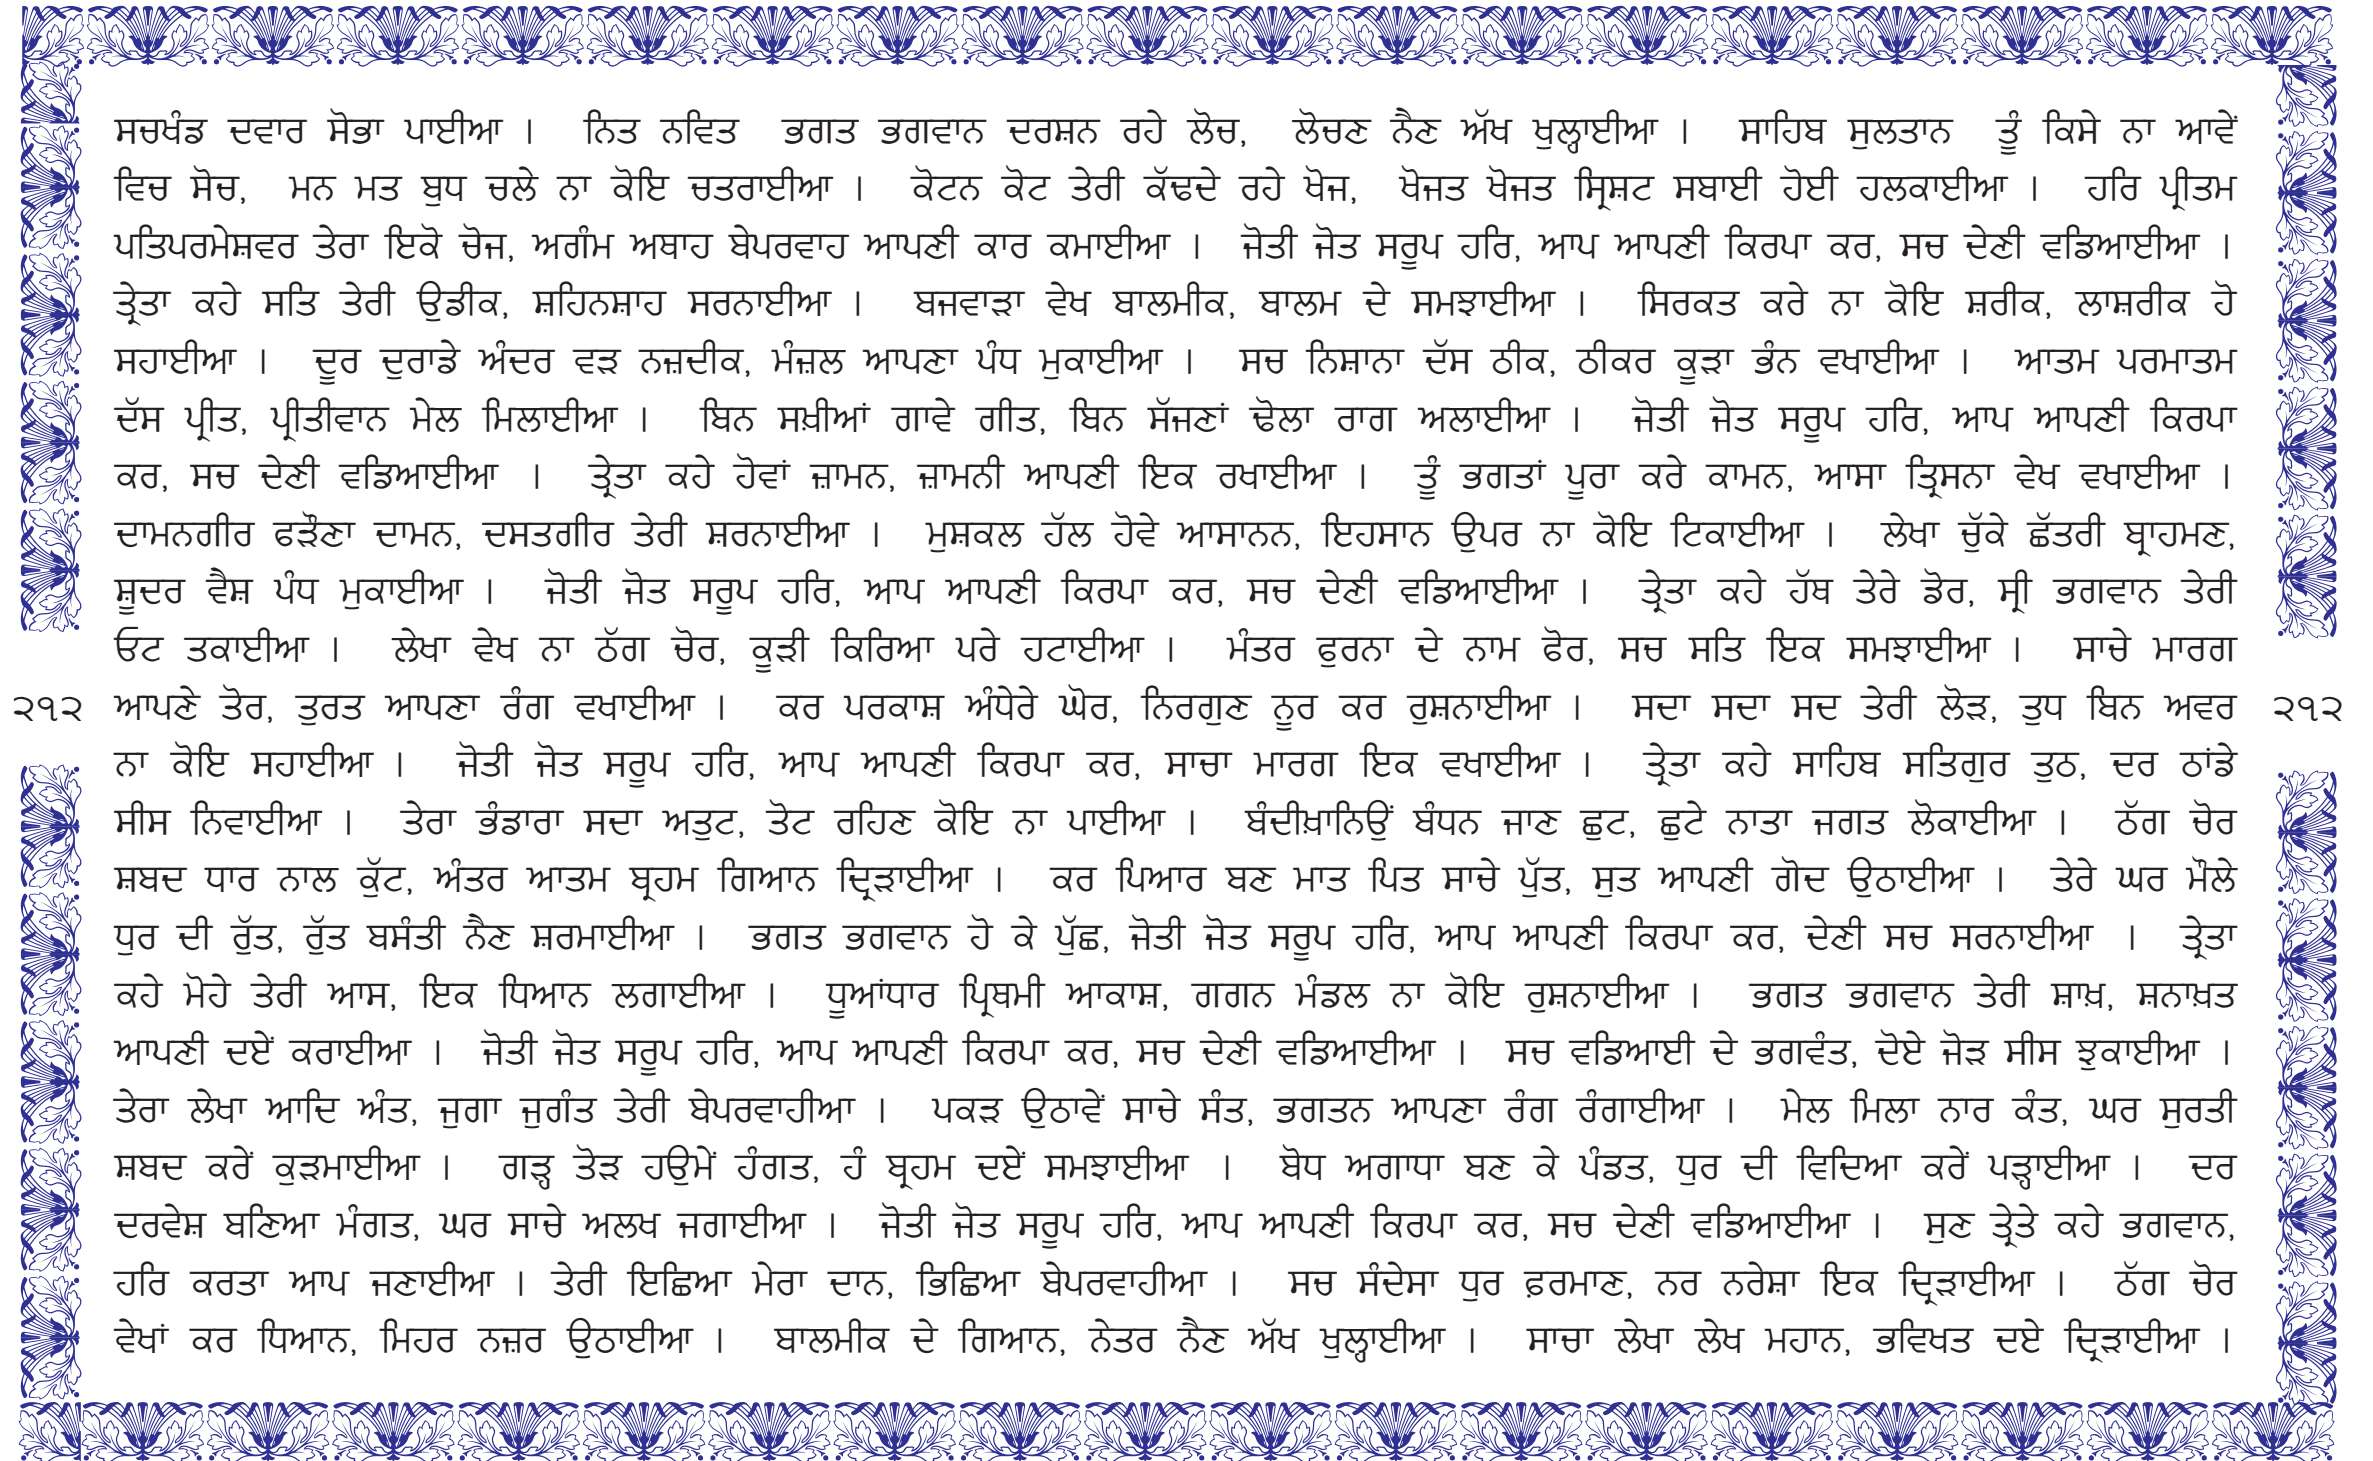 ਸਚਖੰਡ ਦਵਾਰ ਸੋਭਾ ਪਾਈਆ । ਨਿਤ ਨਵਿਤ ਭਗਤ ਭਗਵਾਨ ਦਰਸ਼ਨ ਰਹੇ ਲੋਚ, ਲੋਚਣ ਨੈਣ ਅੱਖ ਖੁਲ੍ਹਾਈਆ । ਸਾਹਿਬ ਸੁਲਤਾਨ ਤੂੰ ਕਿਸੇ ਨਾ ਆਵੇਂ
ਵਿਚ ਸੋਚ, ਮਨ ਮਤ ਬੁਧ ਚਲੇ ਨਾ ਕੋਇ ਚਤਰਾਈਆ । ਕੋਟਨ ਕੋਟ ਤੇਰੀ ਕੱਢਦੇ ਰਹੇ ਖੋਜ, ਖੋਜਤ ਖੋਜਤ ਸ੍ਰਿਸ਼ਟ ਸਬਾਈ ਹੋਈ ਹਲਕਾਈਆ । ਹਰਿ ਪ੍ਰੀਤਮ
ਪਤਿਪਰਮੇਸ਼ਵਰ ਤੇਰਾ ਇਕੋ ਚੋਜ, ਅਗੰਮ ਅਥਾਹ ਬੇਪਰਵਾਹ ਆਪਣੀ ਕਾਰ ਕਮਾਈਆ । ਜੋਤੀ ਜੋਤ ਸਰੂਪ ਹਰਿ, ਆਪ ਆਪਣੀ ਕਿਰਪਾ ਕਰ, ਸਚ ਦੇਣੀ ਵਡਿਆਈਆ ।
ਤ੍ਰੇਤਾ ਕਹੇ ਸਤਿ ਤੇਰੀ ਉਡੀਕ, ਸ਼ਹਿਨਸ਼ਾਹ ਸਰਨਾਈਆ । ਬਜਵਾੜਾ ਵੇਖ ਬਾਲਮੀਕ, ਬਾਲਮ ਦੇ ਸਮਝਾਈਆ । ਸਿਰਕਤ ਕਰੇ ਨਾ ਕੋਇ ਸ਼ਰੀਕ, ਲਾਸ਼ਰੀਕ ਹੋ
ਸਹਾਈਆ । ਦੂਰ ਦੁਰਾਡੇ ਅੰਦਰ ਵੜ ਨਜ਼ਦੀਕ, ਮੰਜ਼ਲ ਆਪਣਾ ਪੰਧ ਮੁਕਾਈਆ । ਸਚ ਨਿਸ਼ਾਨਾ ਦੱਸ ਠੀਕ, ਠੀਕਰ ਕੂੜਾ ਭੰਨ ਵਖਾਈਆ । ਆਤਮ ਪਰਮਾਤਮ
ਦੱਸ ਪ੍ਰੀਤ, ਪ੍ਰੀਤੀਵਾਨ ਮੇਲ ਮਿਲਾਈਆ । ਬਿਨ ਸਖ਼ੀਆਂ ਗਾਵੇ ਗੀਤ, ਬਿਨ ਸੱਜਣਾਂ ਢੋਲਾ ਰਾਗ ਅਲਾਈਆ । ਜੋਤੀ ਜੋਤ ਸਰੂਪ ਹਰਿ, ਆਪ ਆਪਣੀ ਕਿਰਪਾ
ਕਰ, ਸਚ ਦੇਣੀ ਵਡਿਆਈਆ । ਤ੍ਰੇਤਾ ਕਹੇ ਹੋਵਾਂ ਜ਼ਾਮਨ, ਜ਼ਾਮਨੀ ਆਪਣੀ ਇਕ ਰਖਾਈਆ । ਤੂੰ ਭਗਤਾਂ ਪੂਰਾ ਕਰੇ ਕਾਮਨ, ਆਸਾ ਤ੍ਰਿਸਨਾ ਵੇਖ ਵਖਾਈਆ ।
ਦਾਮਨਗੀਰ ਫੜੌਣਾ ਦਾਮਨ, ਦਸਤਗੀਰ ਤੇਰੀ ਸ਼ਰਨਾਈਆ । ਮੁਸ਼ਕਲ ਹੱਲ ਹੋਵੇ ਆਸਾਨਨ, ਇਹਸਾਨ ਉਪਰ ਨਾ ਕੋਇ ਟਿਕਾਈਆ । ਲੇਖਾ ਚੁੱਕੇ ਛੱਤਰੀ ਬ੍ਰਾਹਮਣ,
ਸ਼ੂਦਰ ਵੈਸ਼ ਪੰਧ ਮੁਕਾਈਆ । ਜੋਤੀ ਜੋਤ ਸਰੂਪ ਹਰਿ, ਆਪ ਆਪਣੀ ਕਿਰਪਾ ਕਰ, ਸਚ ਦੇਣੀ ਵਡਿਆਈਆ । ਤ੍ਰੇਤਾ ਕਹੇ ਹੱਥ ਤੇਰੇ ਡੋਰ, ਸ੍ਰੀ ਭਗਵਾਨ ਤੇਰੀ
ਓਟ ਤਕਾਈਆ । ਲੇਖਾ ਵੇਖ ਨਾ ਠੱਗ ਚੋਰ, ਕੂੜੀ ਕਿਰਿਆ ਪਰੇ ਹਟਾਈਆ । ਮੰਤਰ ਫੁਰਨਾ ਦੇ ਨਾਮ ਫੋਰ, ਸਚ ਸਤਿ ਇਕ ਸਮਝਾਈਆ । ਸਾਚੇ ਮਾਰਗ
੨੧੨ ਆਪਣੇ ਤੋਰ, ਤੁਰਤ ਆਪਣਾ ਰੰਗ ਵਖਾਈਆ । ਕਰ ਪਰਕਾਸ਼ ਅੰਧੇਰੇ ਘੋਰ, ਨਿਰਗੁਣ ਨੂਰ ਕਰ ਰੁਸ਼ਨਾਈਆ । ਸਦਾ ਸਦਾ ਸਦ ਤੇਰੀ ਲੋੜ, ਤੁਧ ਬਿਨ ਅਵਰ ੨੧੨
ਨਾ ਕੋਇ ਸਹਾਈਆ । ਜੋਤੀ ਜੋਤ ਸਰੂਪ ਹਰਿ, ਆਪ ਆਪਣੀ ਕਿਰਪਾ ਕਰ, ਸਾਚਾ ਮਾਰਗ ਇਕ ਵਖਾਈਆ । ਤ੍ਰੇਤਾ ਕਹੇ ਸਾਹਿਬ ਸਤਿਗੁਰ ਤੁਠ, ਦਰ ਠਾਂਡੇ
ਸੀਸ ਨਿਵਾਈਆ । ਤੇਰਾ ਭੰਡਾਰਾ ਸਦਾ ਅਤੁਟ, ਤੋਟ ਰਹਿਣ ਕੋਇ ਨਾ ਪਾਈਆ । ਬੰਦੀਖ਼ਾਨਿਉਂ ਬੰਧਨ ਜਾਣ ਛੁਟ, ਛੁਟੇ ਨਾਤਾ ਜਗਤ ਲੋਕਾਈਆ । ਠੱਗ ਚੋਰ
ਸ਼ਬਦ ਧਾਰ ਨਾਲ ਕੁੱਟ, ਅੰਤਰ ਆਤਮ ਬ੍ਰਹਮ ਗਿਆਨ ਦ੍ਰਿੜਾਈਆ । ਕਰ ਪਿਆਰ ਬਣ ਮਾਤ ਪਿਤ ਸਾਚੇ ਪੁੱਤ, ਸੁਤ ਆਪਣੀ ਗੋਦ ਉਠਾਈਆ । ਤੇਰੇ ਘਰ ਮੌਲੇ
ਧੁਰ ਦੀ ਰੁੱਤ, ਰੁੱਤ ਬਸੰਤੀ ਨੈਣ ਸ਼ਰਮਾਈਆ । ਭਗਤ ਭਗਵਾਨ ਹੋ ਕੇ ਪੁੱਛ, ਜੋਤੀ ਜੋਤ ਸਰੂਪ ਹਰਿ, ਆਪ ਆਪਣੀ ਕਿਰਪਾ ਕਰ, ਦੇਣੀ ਸਚ ਸਰਨਾਈਆ । ਤ੍ਰੇਤਾ
ਕਹੇ ਮੋਹੇ ਤੇਰੀ ਆਸ, ਇਕ ਧਿਆਨ ਲਗਾਈਆ । ਧੂਆਂਧਾਰ ਪ੍ਰਿਥਮੀ ਆਕਾਸ਼, ਗਗਨ ਮੰਡਲ ਨਾ ਕੋਇ ਰੁਸ਼ਨਾਈਆ । ਭਗਤ ਭਗਵਾਨ ਤੇਰੀ ਸ਼ਾਖ਼, ਸ਼ਨਾਖ਼ਤ
ਆਪਣੀ ਦਏਂ ਕਰਾਈਆ । ਜੋਤੀ ਜੋਤ ਸਰੂਪ ਹਰਿ, ਆਪ ਆਪਣੀ ਕਿਰਪਾ ਕਰ, ਸਚ ਦੇਣੀ ਵਡਿਆਈਆ । ਸਚ ਵਡਿਆਈ ਦੇ ਭਗਵੰਤ, ਦੋਏ ਜੋੜ ਸੀਸ ਝੁਕਾਈਆ ।
ਤੇਰਾ ਲੇਖਾ ਆਦਿ ਅੰਤ, ਜੁਗਾ ਜੁਗੰਤ ਤੇਰੀ ਬੇਪਰਵਾਹੀਆ । ਪਕੜ ਉਠਾਵੇਂ ਸਾਚੇ ਸੰਤ, ਭਗਤਨ ਆਪਣਾ ਰੰਗ ਰੰਗਾਈਆ । ਮੇਲ ਮਿਲਾ ਨਾਰ ਕੰਤ, ਘਰ ਸੁਰਤੀ
ਸ਼ਬਦ ਕਰੇਂ ਕੁੜਮਾਈਆ । ਗੜ੍ਹ ਤੋੜ ਹਉਮੇਂ ਹੰਗਤ, ਹੰ ਬ੍ਰਹਮ ਦਏਂ ਸਮਝਾਈਆ । ਬੋਧ ਅਗਾਧਾ ਬਣ ਕੇ ਪੰਡਤ, ਧੁਰ ਦੀ ਵਿਦਿਆ ਕਰੇਂ ਪੜ੍ਹਾਈਆ । ਦਰ
ਦਰਵੇਸ਼ ਬਣਿਆ ਮੰਗਤ, ਘਰ ਸਾਚੇ ਅਲਖ ਜਗਾਈਆ । ਜੋਤੀ ਜੋਤ ਸਰੂਪ ਹਰਿ, ਆਪ ਆਪਣੀ ਕਿਰਪਾ ਕਰ, ਸਚ ਦੇਣੀ ਵਡਿਆਈਆ । ਸੁਣ ਤ੍ਰੇਤੇ ਕਹੇ ਭਗਵਾਨ,
ਹਰਿ ਕਰਤਾ ਆਪ ਜਣਾਈਆ । ਤੇਰੀ ਇਛਿਆ ਮੇਰਾ ਦਾਨ, ਭਿਛਿਆ ਬੇਪਰਵਾਹੀਆ । ਸਚ ਸੰਦੇਸਾ ਧੁਰ ਫ਼ਰਮਾਣ, ਨਰ ਨਰੇਸ਼ਾ ਇਕ ਦ੍ਰਿੜਾਈਆ । ਠੱਗ ਚੋਰ
ਵੇਖਾਂ ਕਰ ਧਿਆਨ, ਮਿਹਰ ਨਜ਼ਰ ਉਠਾਈਆ । ਬਾਲਮੀਕ ਦੇ ਗਿਆਨ, ਨੇਤਰ ਨੈਣ ਅੱਖ ਖੁਲ੍ਹਾਈਆ । ਸਾਚਾ ਲੇਖਾ ਲੇਖ ਮਹਾਨ, ਭਵਿਖਤ ਦਏ ਦ੍ਰਿੜਾਈਆ ।